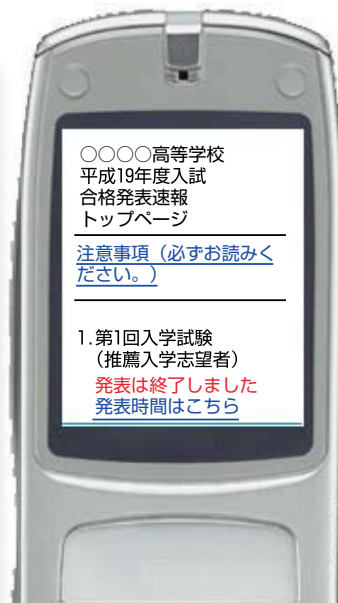 ○○○○高等学校
平成19年度入試
合格発表速報
トップページ
注意事項（必ずお読みく
ださい。）
1.第1回入学試験
（推薦入学志望者）
発表は終了しました
発表時間はこちら